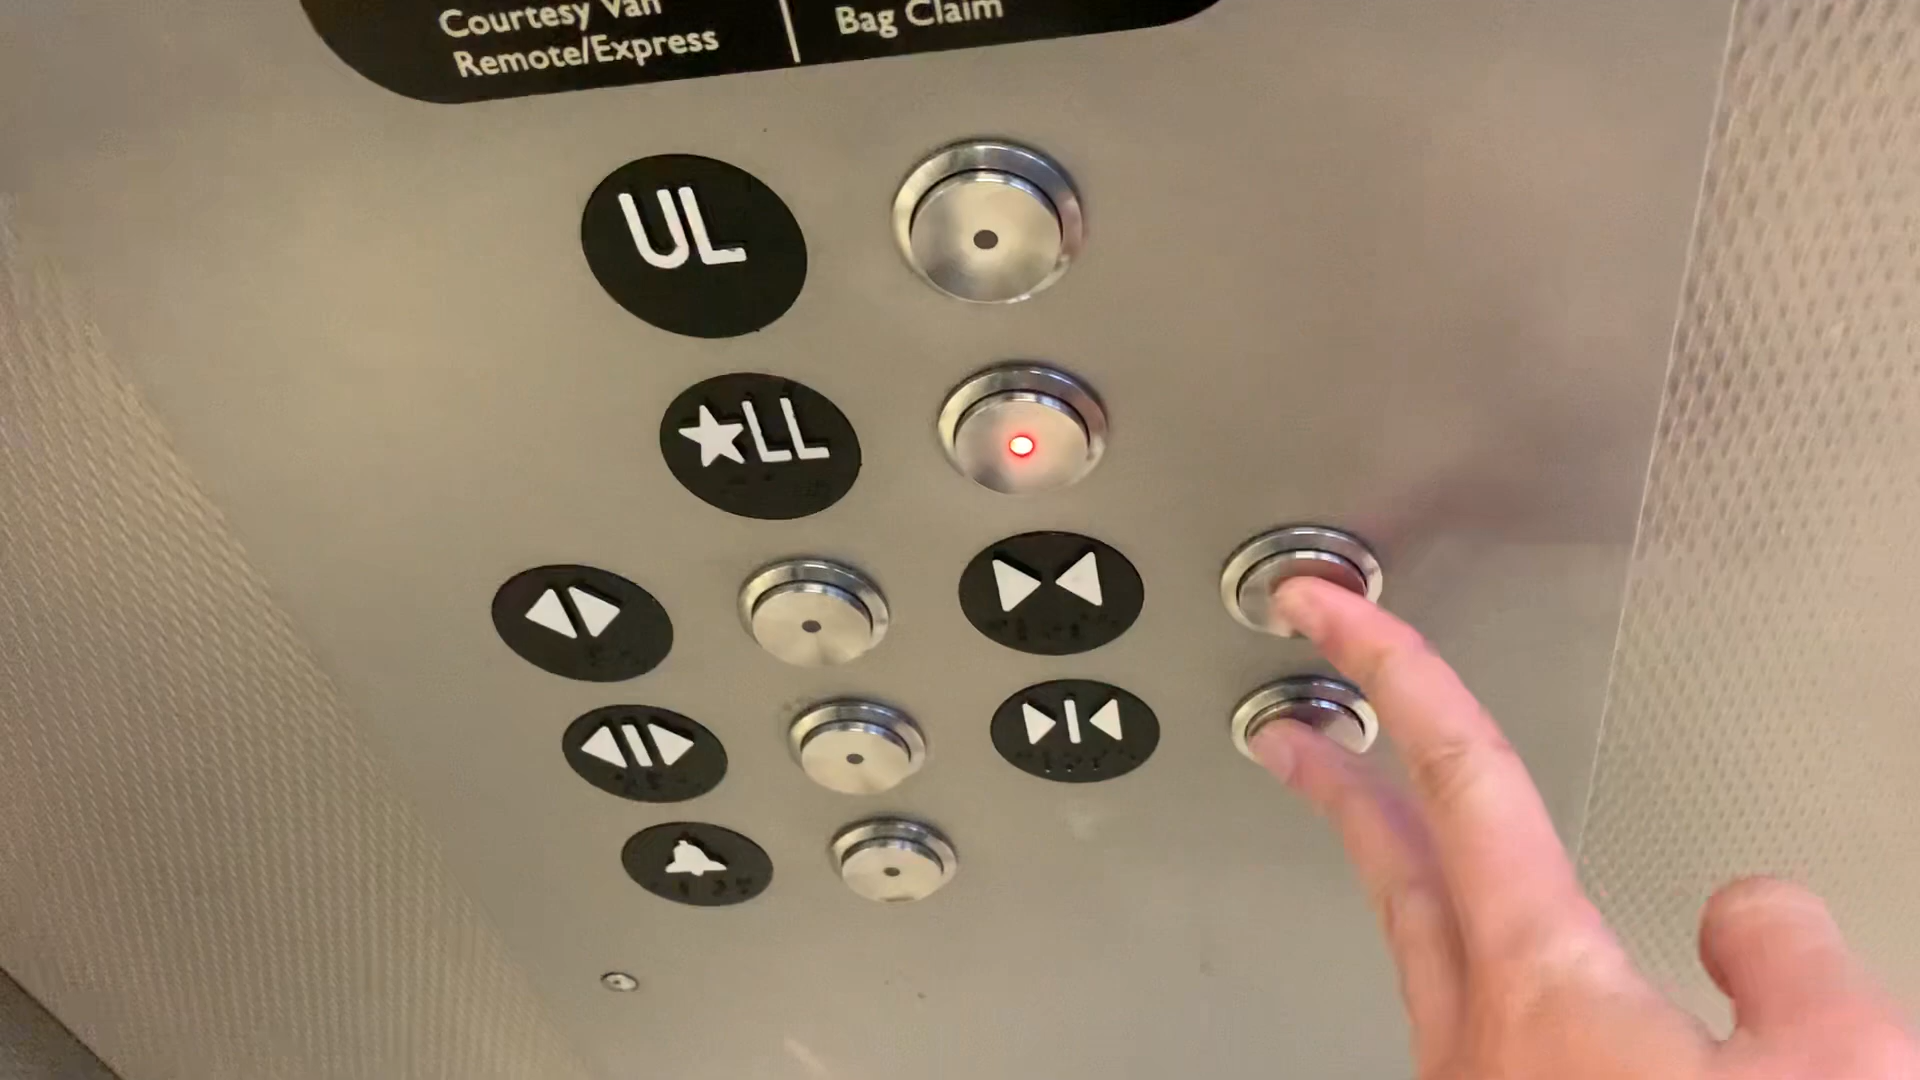 Courtesy Van
Remote/Express
Bag Claim
UL
★LL